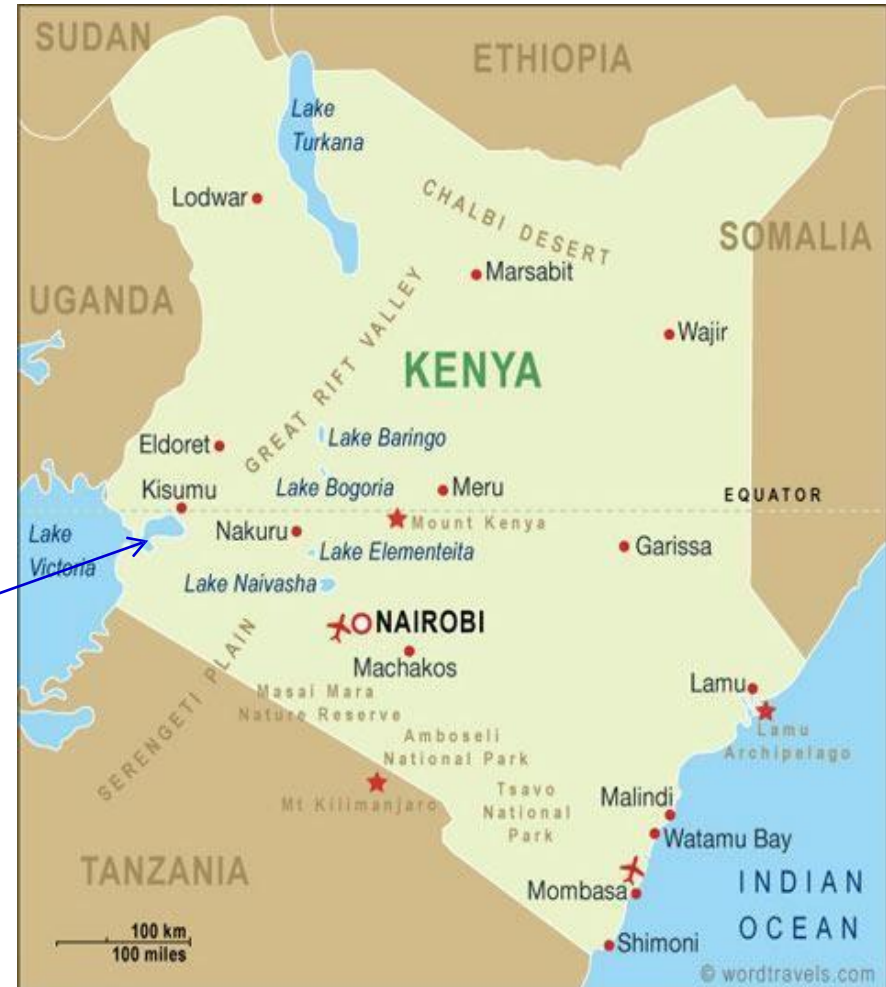 SUDAN
ETHIOPIA
Lake
Turkana
Lodwar
CHALBI DESERT
SOMALIA
Marsabit
UGANDA
Wajir
GREAT RIFT VALLEY
KENYA
Eldoret
Lake Baringo
Kisumu
Lake Bogoria
Meru
EQUATOR
Lake
Victoria
Nakuru
Mount Kenya
Lake Elementeita
Garissa
Lake Naivasha
NAIROBI
Machakos
SERENGETI PLAIN
Masai Mara
Nature Reserve
Lamu
Lamu
Archipelago
Amboseli
National Park
Mt Kilimanjaro
Tsavo
National
Park
Malindi
Watamu Bay
TANZANIA
Mombasa
INDIAN
OCEAN
100 km
100 miles
Shimoni
© wordtravels.com